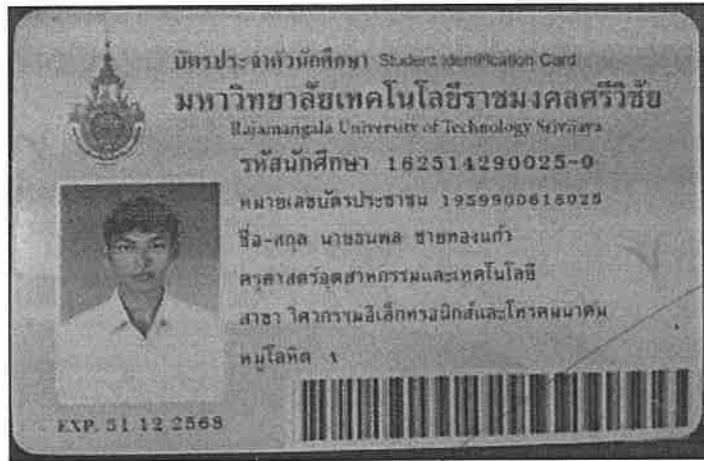 บัตรประจำตัวนักศึกษา Student Identification Card
มหาวิทยาลัยเทคโนโลยีราชมงคลศรีวิชัย
Rajamangala University of Technology Srivijaya
รหัสนักศึกษา 162514290025-0
หมายเลขบัตรประชาชน 1959900618025
ชื่อ-สกุล นายธนพล ชายทองแก้ว
ครุศาสตร์อุตสาหกรรมและเทคโนโลยี
สาขา วิศวกรรมอิเล็กทรอนิกส์และโทรคมนาคม
หมู่โลหิต
EXP. 31 12 2568